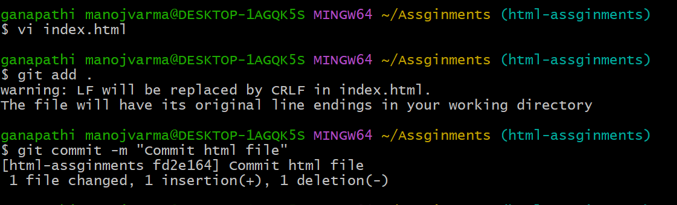 ganapathi manojvarma@DESKTOP-1AGQK5S MINGW64 ~/Assginments (html-assginments)
$ vi index.html
ganapathi manojvarma@DESKTOP-1AGQK5S MINGW64 ~/Assginments (html-assginments)
$ git add .
warning: LF will be replaced by CRLF in index.html.
The file will have its original line endings in your working directory
ganapathi manojvarma@DESKTOP-1AGQK5S MINGW64 ~/Assginments (html-assginments)
$ git commit -m "Commit html file"
[html-assginments fd2e164] Commit html file
1 file changed, 1 insertion(+), 1 deletion(-)